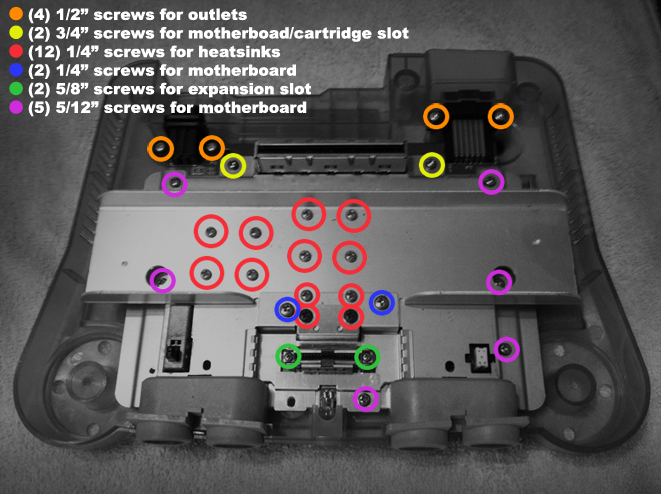 (4) 1/2” screws for outlets
(2) 3/4” screws for motherboad/cartridge slot
(12) 1/4” screws for heatsinks
(2) 1/4” screws for motherboard
(2) 5/8” screws for expansion slot
(5) 5/12” screws for motherboard